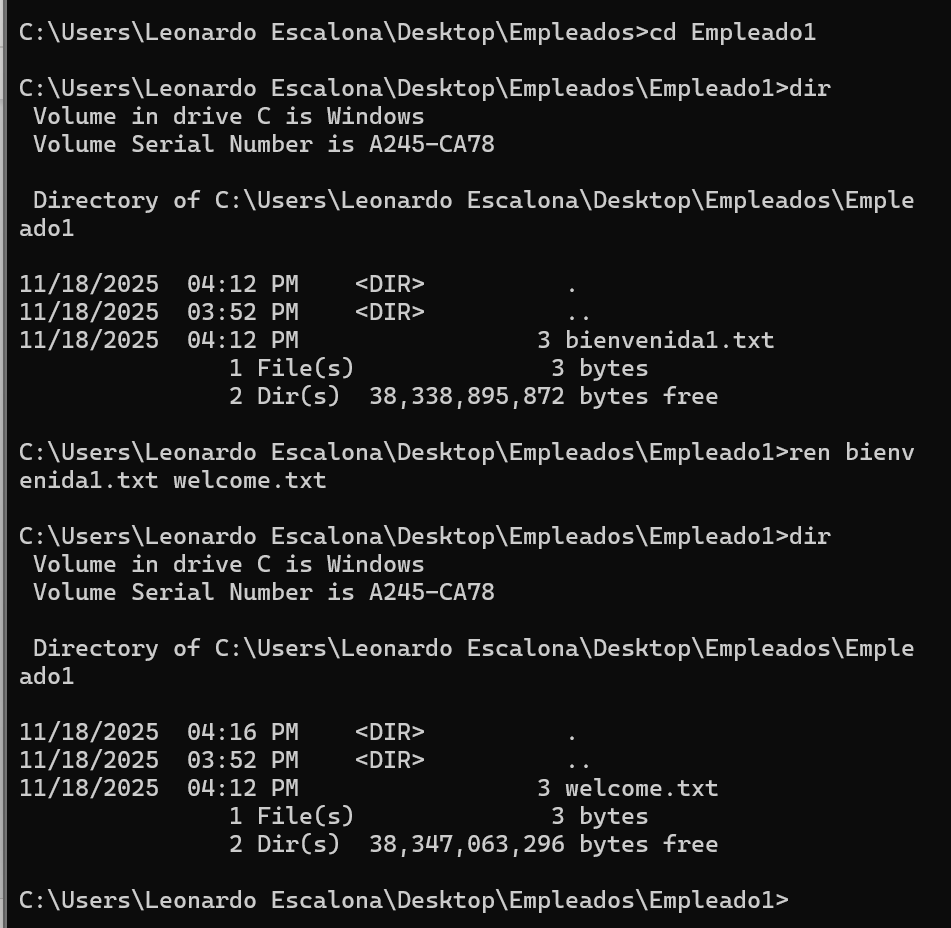 C:\Users\Leonardo Escalona\Desktop\Empleados>cd Empleado1
C:\Users\Leonardo Escalona\Desktop\Empleados\Empleado1>dir
 Volume in drive C is Windows
 Volume Serial Number is A245-CA78
 Directory of C:\Users\Leonardo Escalona\Desktop\Empleados\Emple
ado1
11/18/2025  04:12 PM    <DIR>          .
11/18/2025  03:52 PM    <DIR>          ..
11/18/2025  04:12 PM                 3 bienvenida1.txt
               1 File(s)              3 bytes
               2 Dir(s)  38,338,895,872 bytes free
C:\Users\Leonardo Escalona\Desktop\Empleados\Empleado1>ren bienv
enida1.txt welcome.txt
C:\Users\Leonardo Escalona\Desktop\Empleados\Empleado1>dir
 Volume in drive C is Windows
 Volume Serial Number is A245-CA78
 Directory of C:\Users\Leonardo Escalona\Desktop\Empleados\Emple
ado1
11/18/2025  04:16 PM    <DIR>          .
11/18/2025  03:52 PM    <DIR>          ..
11/18/2025  04:12 PM                 3 welcome.txt
               1 File(s)              3 bytes
               2 Dir(s)  38,347,063,296 bytes free
C:\Users\Leonardo Escalona\Desktop\Empleados\Empleado1>